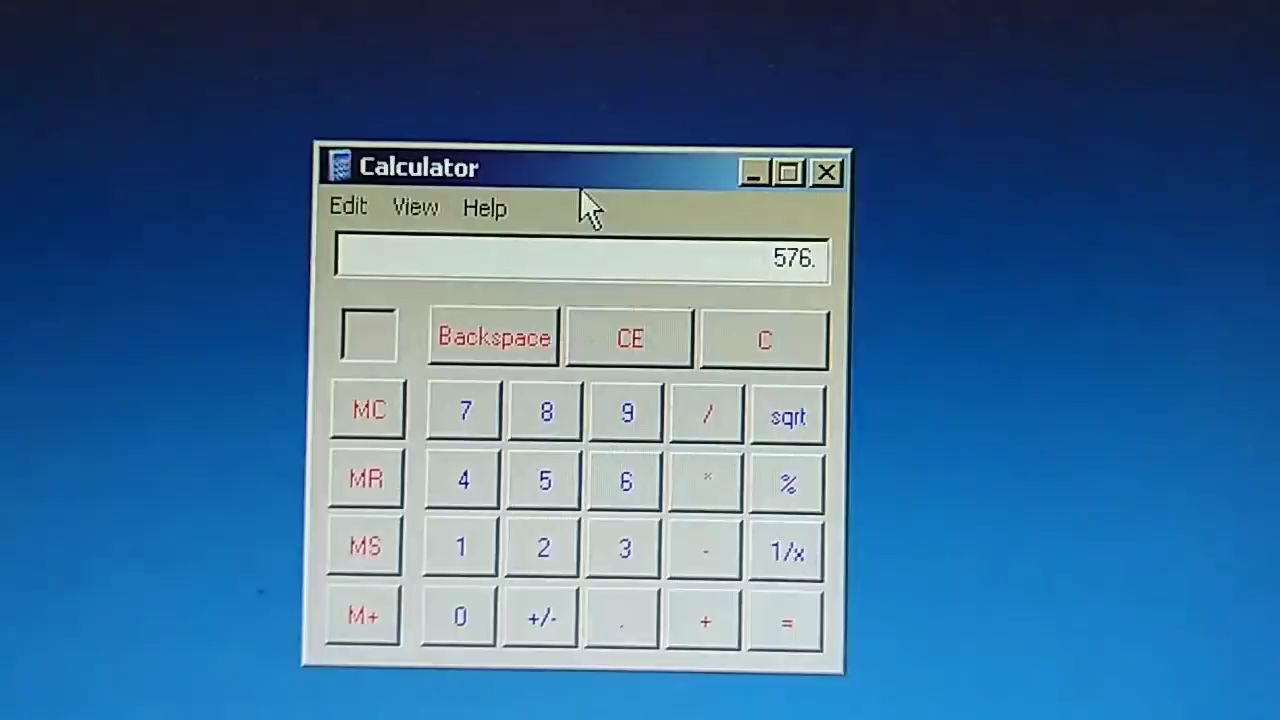 Calculator
Edit View Help
576.
Backspace CE C
MC 7 8 9 / sqrt
MR 4 5 6 * %
MS 1 2 3 - 1/x
M+ 0 +/- . + =